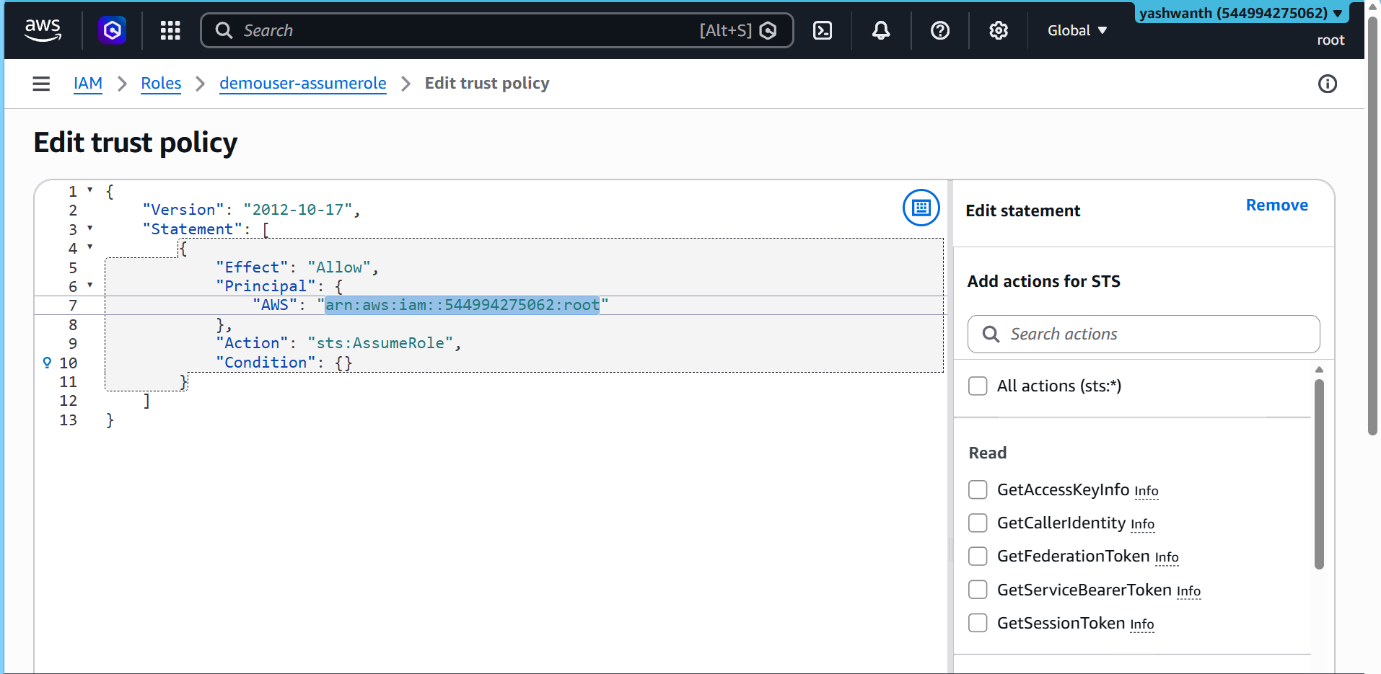 aws
Search
[Alt+S]
Global
yashwanth (544994275062)
root
IAM
Roles
demouser-assumerole
Edit trust policy
Edit trust policy
1 {
2 "Version": "2012-10-17",
3 "Statement": [
4 {
5 "Effect": "Allow",
6 "Principal": {
7 "AWS": "arn:aws:iam::544994275062:root"
8 },
9 "Action": "sts:AssumeRole",
10 "Condition": {}
11 }
12 ]
13 }
Edit statement
Remove
Add actions for STS
Search actions
All actions (sts:*)
Read
GetAccessKeyInfo Info
GetCallerIdentity Info
GetFederationToken Info
GetServiceBearerToken Info
GetSessionToken Info